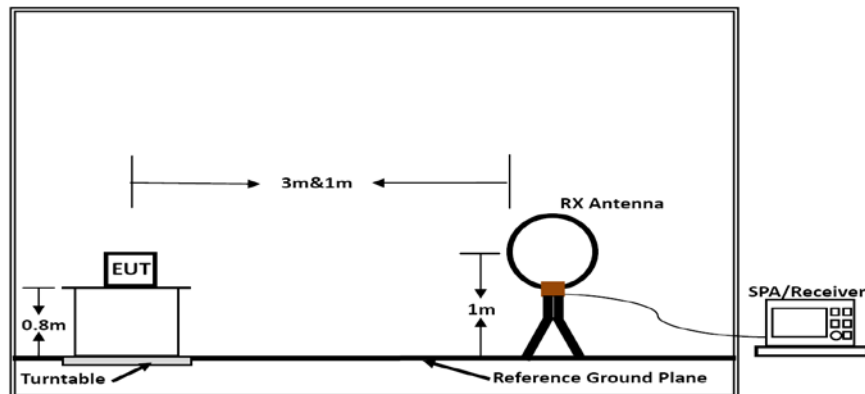 3m&1m
RX Antenna
EUT
SPA/Receiver
0.8m
1m
Turntable
Reference Ground Plane